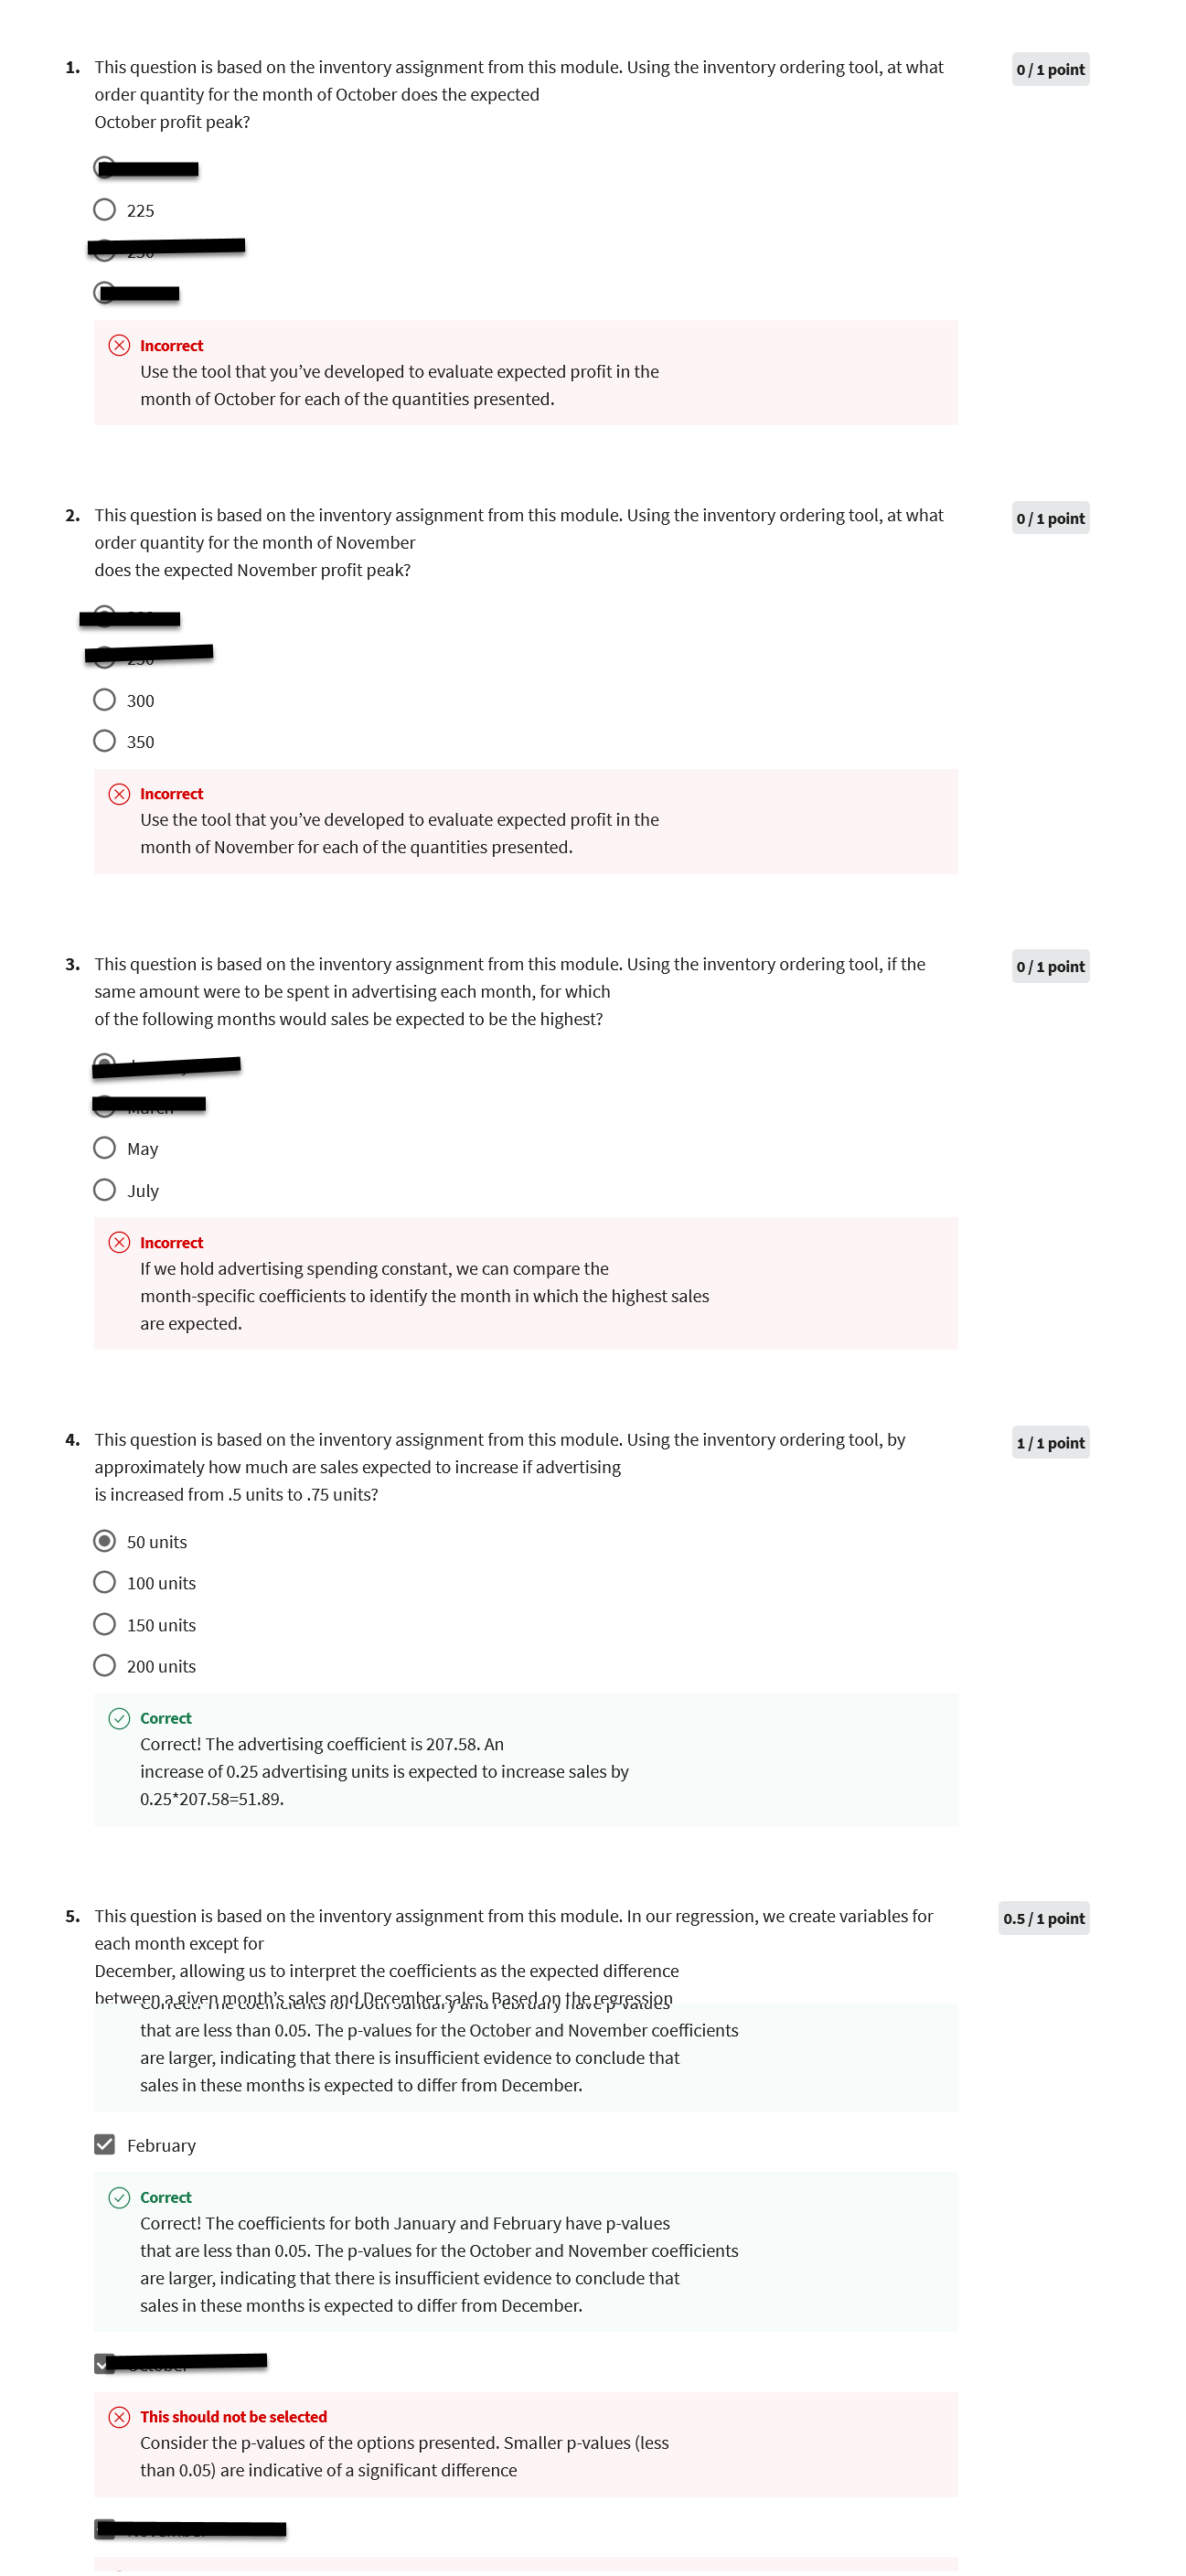 1. This question is based on the inventory assignment from this module. Using the inventory ordering tool, at what
0 / 1 point
order quantity for the month of October does the expected
October profit peak?
225
Incorrect
Use the tool that you’ve developed to evaluate expected profit in the
month of October for each of the quantities presented.
2. This question is based on the inventory assignment from this module. Using the inventory ordering tool, at what
0 / 1 point
order quantity for the month of November
does the expected November profit peak?
300
350
Incorrect
Use the tool that you’ve developed to evaluate expected profit in the
month of November for each of the quantities presented.
3. This question is based on the inventory assignment from this module. Using the inventory ordering tool, if the
0 / 1 point
same amount were to be spent in advertising each month, for which
of the following months would sales be expected to be the highest?
May
July
Incorrect
If we hold advertising spending constant, we can compare the
month-specific coefficients to identify the month in which the highest sales
are expected.
4. This question is based on the inventory assignment from this module. Using the inventory ordering tool, by
1 / 1 point
approximately how much are sales expected to increase if advertising
is increased from .5 units to .75 units?
50 units
100 units
150 units
200 units
Correct
Correct! The advertising coefficient is 207.58. An
increase of 0.25 advertising units is expected to increase sales by
0.25*207.58=51.89.
5. This question is based on the inventory assignment from this module. In our regression, we create variables for
0.5 / 1 point
each month except for
December, allowing us to interpret the coefficients as the expected difference
between a given month’s sales and December sales. Based on the regression
that are less than 0.05. The p-values for the October and November coefficients
are larger, indicating that there is insufficient evidence to conclude that
sales in these months is expected to differ from December.
February
Correct
Correct! The coefficients for both January and February have p-values
that are less than 0.05. The p-values for the October and November coefficients
are larger, indicating that there is insufficient evidence to conclude that
sales in these months is expected to differ from December.
This should not be selected
Consider the p-values of the options presented. Smaller p-values (less
than 0.05) are indicative of a significant difference